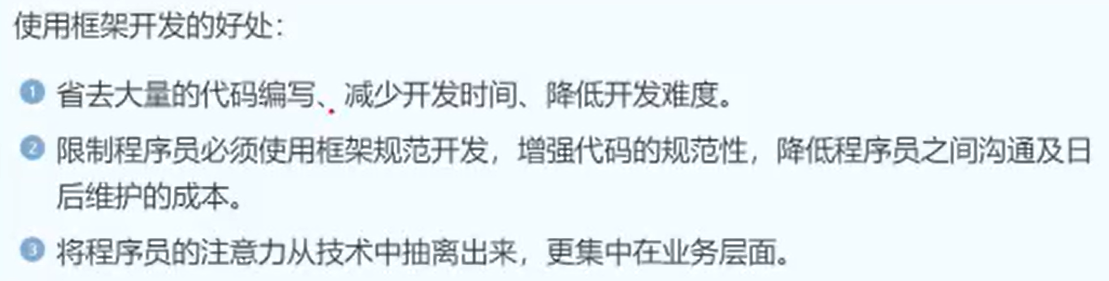 使用框架开发的好处：
1 省去大量的代码编写、减少开发时间、降低开发难度。
2 限制程序员必须使用框架规范开发，增强代码的规范性，降低程序员之间沟通及日
后维护的成本。
3 将程序员的注意力从技术中抽离出来，更集中在业务层面。